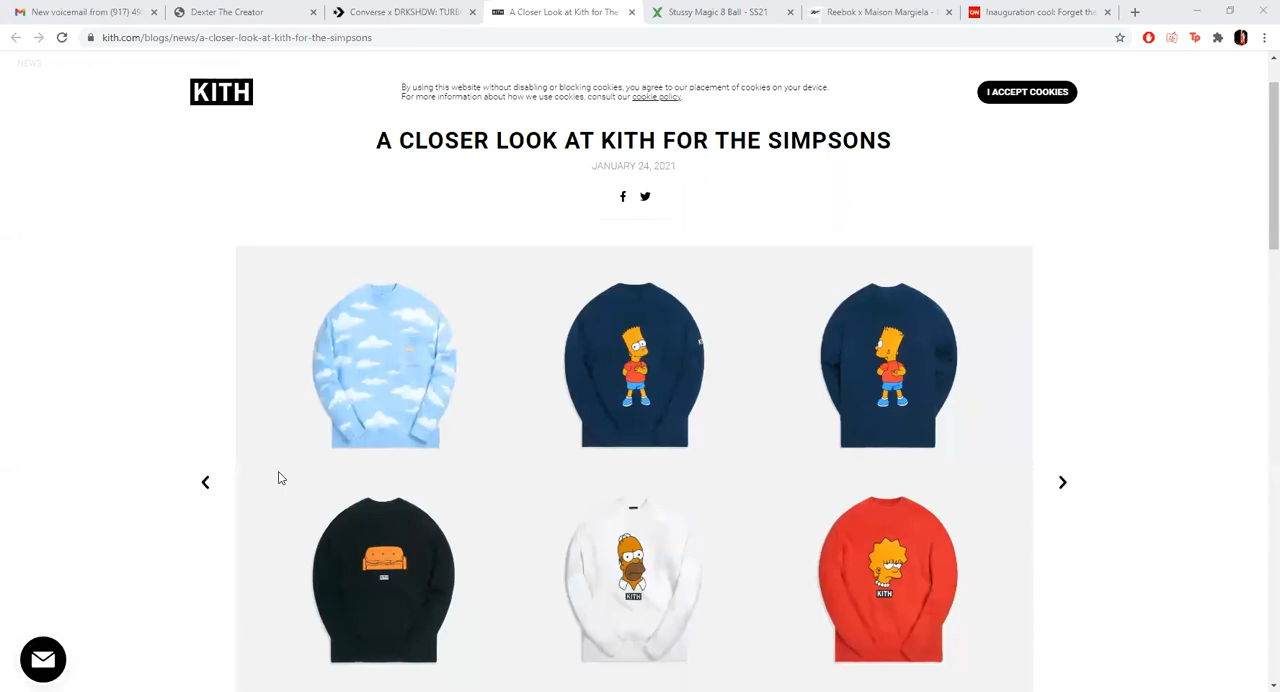 New voicemail from (917) 49
Dexter The Creator
Converse x DRKSHDW: TURB
A Closer Look at Kith for The
Stussy Magic 8 Ball - SS21
Reebok x Maison Margiela -
Inauguration cool: Forget the
kith.com/blogs/news/a-closer-look-at-kith-for-the-simpsons
NEWS
KITH
By using this website without disabling or blocking cookies, you agree to our placement of cookies on your device.
For more information about how we use cookies, consult our cookie policy.
I ACCEPT COOKIES
A CLOSER LOOK AT KITH FOR THE SIMPSONS
JANUARY 24, 2021
KITH
KITH